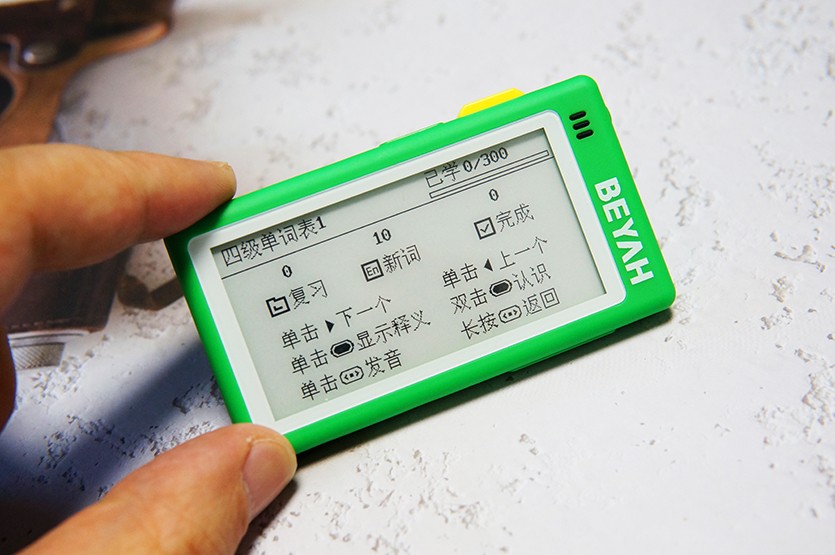 四级单词表1
已学 0/300
0
10
0
复习
En 新词
完成
单击 下一个
单击 上一个
单击 显示释义
双击 认识
单击 发音
长按 返回
BEYAH